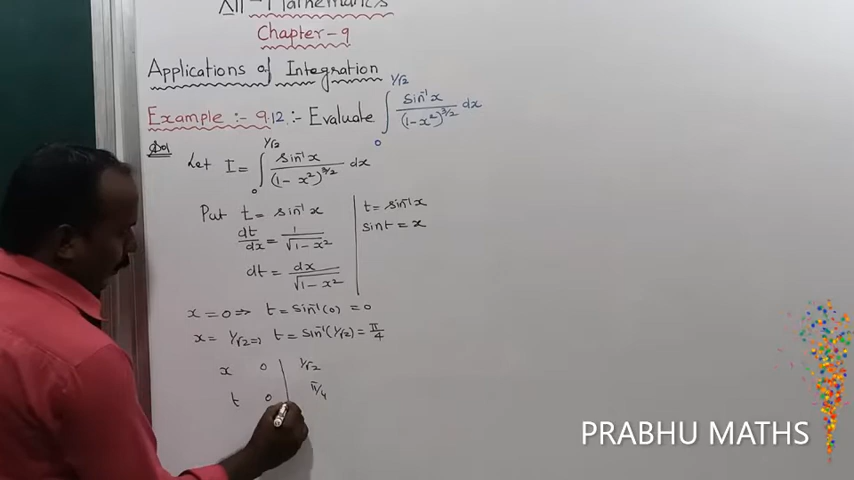 XII - Mathematics
Chapter-9
Applications of Integration
Example :- 9.12 :- Evaluate ∫₀^(1/√2) sin⁻¹x / (1-x²)^(3/2) dx
Sol
Let I = ∫₀^(1/√2) sin⁻¹x / (1-x²)^(3/2) dx
Put t = sin⁻¹x
dt/dx = 1/√(1-x²)
dt = dx/√(1-x²)
t = sin⁻¹x
sin t = x
x = 0 ⇒ t = sin⁻¹(0) = 0
x = 1/√2 ⇒ t = sin⁻¹(1/√2) = π/4
x 0 1/√2
t 0 π/4
PRABHU MATHS